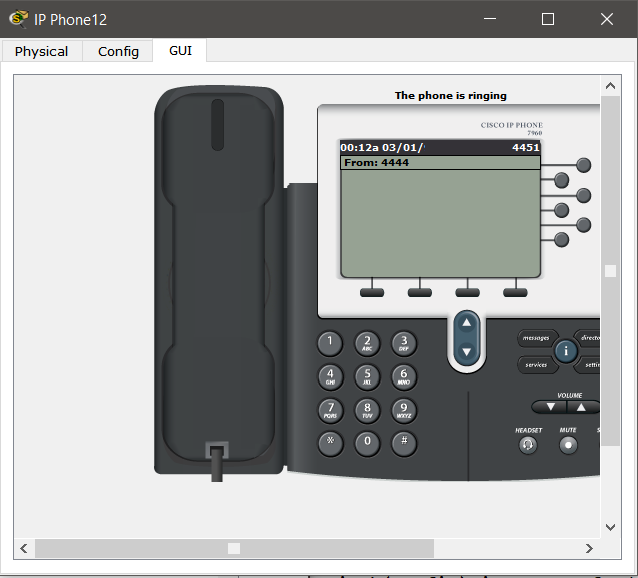 IP Phone12
Physical Config GUI
The phone is ringing
CISCO IP PHONE
7960
00:12a 03/01/ 4451
From: 4444
messages
services
i
VOLUME
HEADSET MUTE
1 2 ABC 3 DEF
4 GHI 5 JKL 6 MNO
7 PQRS 8 TUV 9 WXYZ
* 0 #